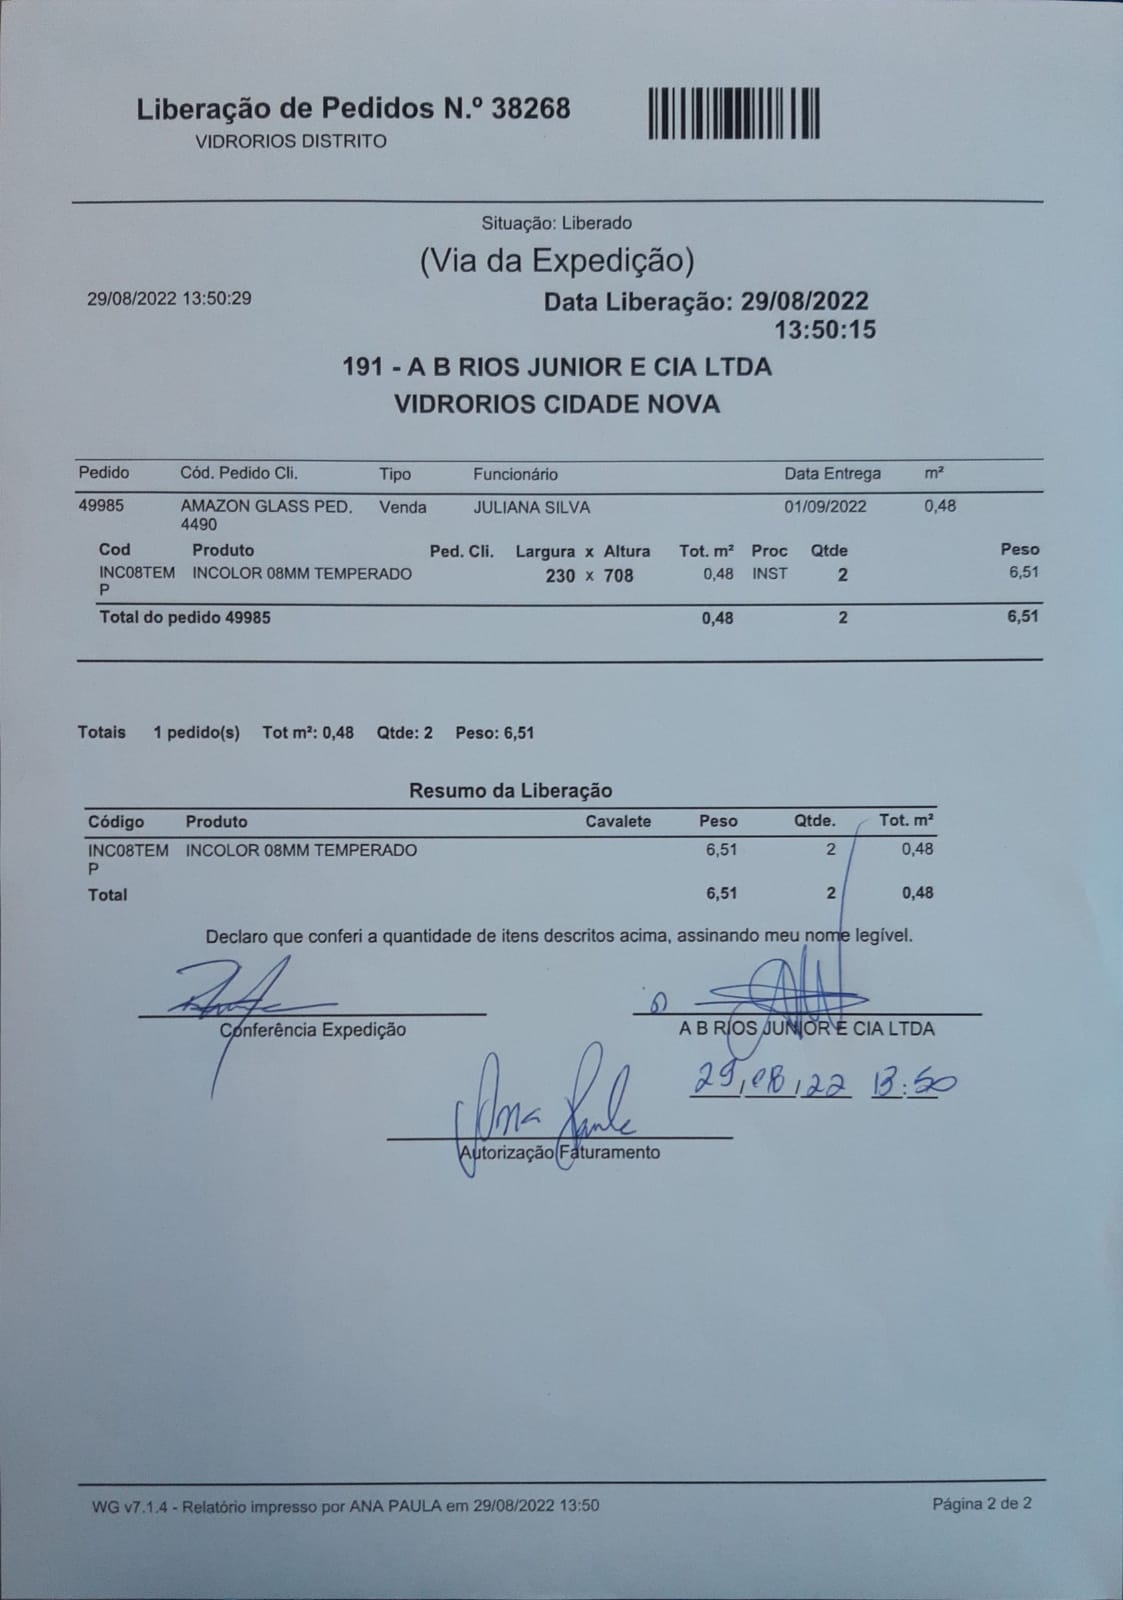 Liberação de Pedidos N.º 38268
VIDRORIOS DISTRITO
Situação: Liberado
(Via da Expedição)
29/08/2022 13:50:29
Data Liberação: 29/08/2022
13:50:15
191 - A B RIOS JUNIOR E CIA LTDA
VIDRORIOS CIDADE NOVA
Pedido Cód. Pedido Cli. Tipo Funcionário Data Entrega m²
49985 AMAZON GLASS PED. Venda JULIANA SILVA 01/09/2022 0,48
4490
Cod Produto Ped. Cli. Largura x Altura Tot. m² Proc Qtde Peso
INC08TEM INCOLOR 08MM TEMPERADO 230 x 708 0,48 INST 2 6,51
P
Total do pedido 49985 0,48 2 6,51
Totais 1 pedido(s) Tot m²: 0,48 Qtde: 2 Peso: 6,51
Resumo da Liberação
Código Produto Cavalete Peso Qtde. Tot. m²
INC08TEM INCOLOR 08MM TEMPERADO 6,51 2 0,48
P
Total 6,51 2 0,48
Declaro que conferi a quantidade de itens descritos acima, assinando meu nome legível.
Conferência Expedição
A B RIOS JUNIOR E CIA LTDA
29,08,22 13:50
Ana Paula
Autorização Faturamento
WG v7.1.4 - Relatório impresso por ANA PAULA em 29/08/2022 13:50
Página 2 de 2